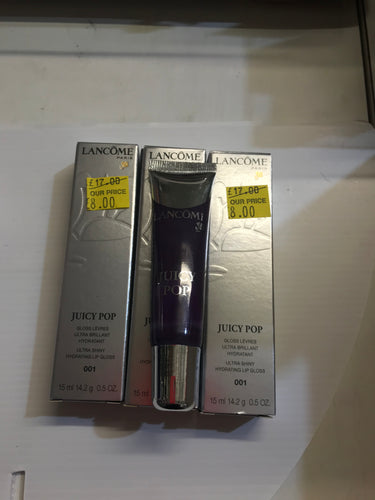 LANCÔME
PARIS
£17.00
OUR PRICE
£8.00
JUICY POP
GLOSS LÈVRES
ULTRA BRILLANT
HYDRATANT
ULTRA SHINY
HYDRATING LIP GLOSS
001
15 ml 14.2 g 0.5 OZ.
LANCÔME
LANCÔME
JUICY
POP
LANCÔME
PARIS
£17.00
OUR PRICE
£8.00
JUICY POP
GLOSS LÈVRES
ULTRA BRILLANT
HYDRATANT
ULTRA SHINY
HYDRATING LIP GLOSS
001
15 ml 14.2 g 0.5 OZ.